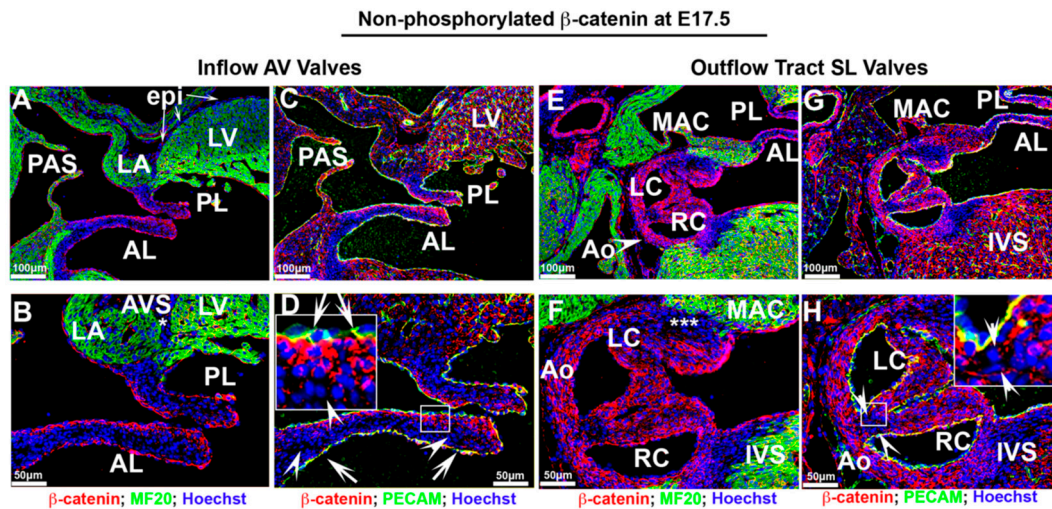 Non-phosphorylated β-catenin at E17.5
Inflow AV Valves
Outflow Tract SL Valves
A
epi
LV
PAS
LA
PL
AL
100μm
C
LV
PL
AL
100μm
E
MAC
PL
AL
LC
RC
Ao
100μm
G
MAC
PL
AL
IVS
100μm
B
AVS
*
LV
LA
PL
AL
50μm
D
50μm
F
***
MAC
LC
Ao
RC
IVS
50μm
H
LC
RC
Ao
IVS
50μm
β-catenin; MF20; Hoechst
β-catenin; PECAM; Hoechst
β-catenin; MF20; Hoechst
β-catenin; PECAM; Hoechst